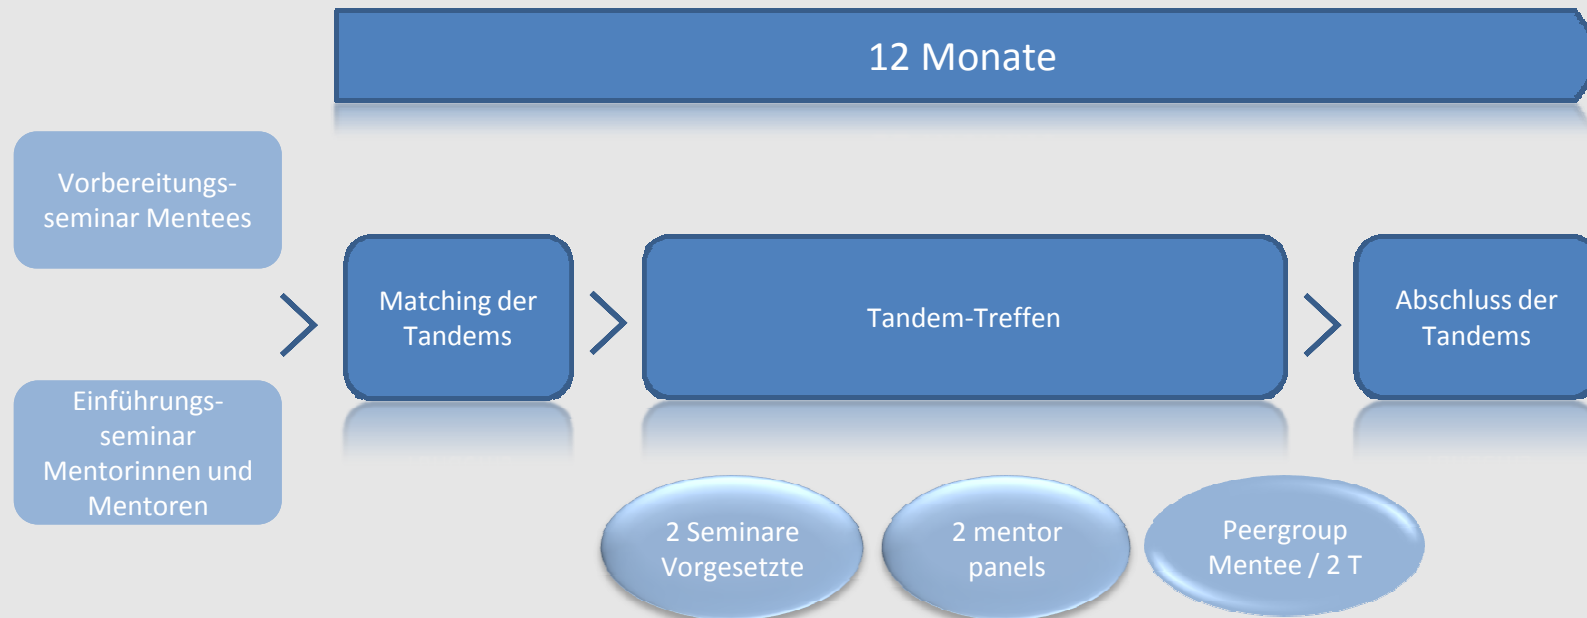 12 Monate
Vorbereitungs-
seminar Mentees
Einführungs-
seminar
Mentorinnen und
Mentoren
Matching der
Tandems
Tandem-Treffen
Abschluss der
Tandems
2 Seminare
Vorgesetzte
2 mentor
panels
Peergroup
Mentee / 2 T